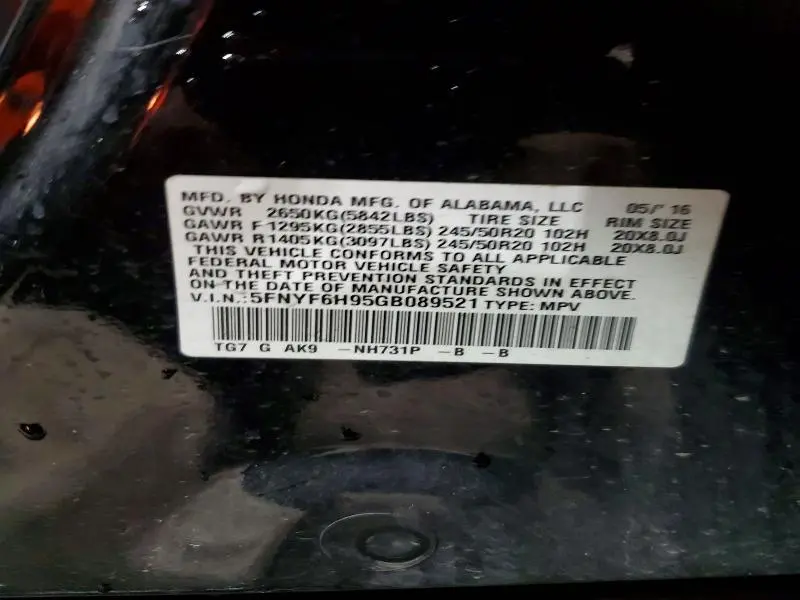 MFD. BY HONDA MFG. OF ALABAMA, LLC 05/' 16
GVWR 2650KG(5842LBS) TIRE SIZE RIM SIZE
GAWR F 1295KG(2855LBS) 245/50R20 102H 20X8.0J
GAWR R1405KG(3097LBS) 245/50R20 102H 20X8.0J
THIS VEHICLE CONFORMS TO ALL APPLICABLE
FEDERAL MOTOR VEHICLE SAFETY
AND THEFT PREVENTION STANDARDS IN EFFECT
ON THE DATE OF MANUFACTURE SHOWN ABOVE.
V.I.N.:5FNYF6H95GB089521 TYPE: MPV
TG7 G AK9 -NH731P -B -B